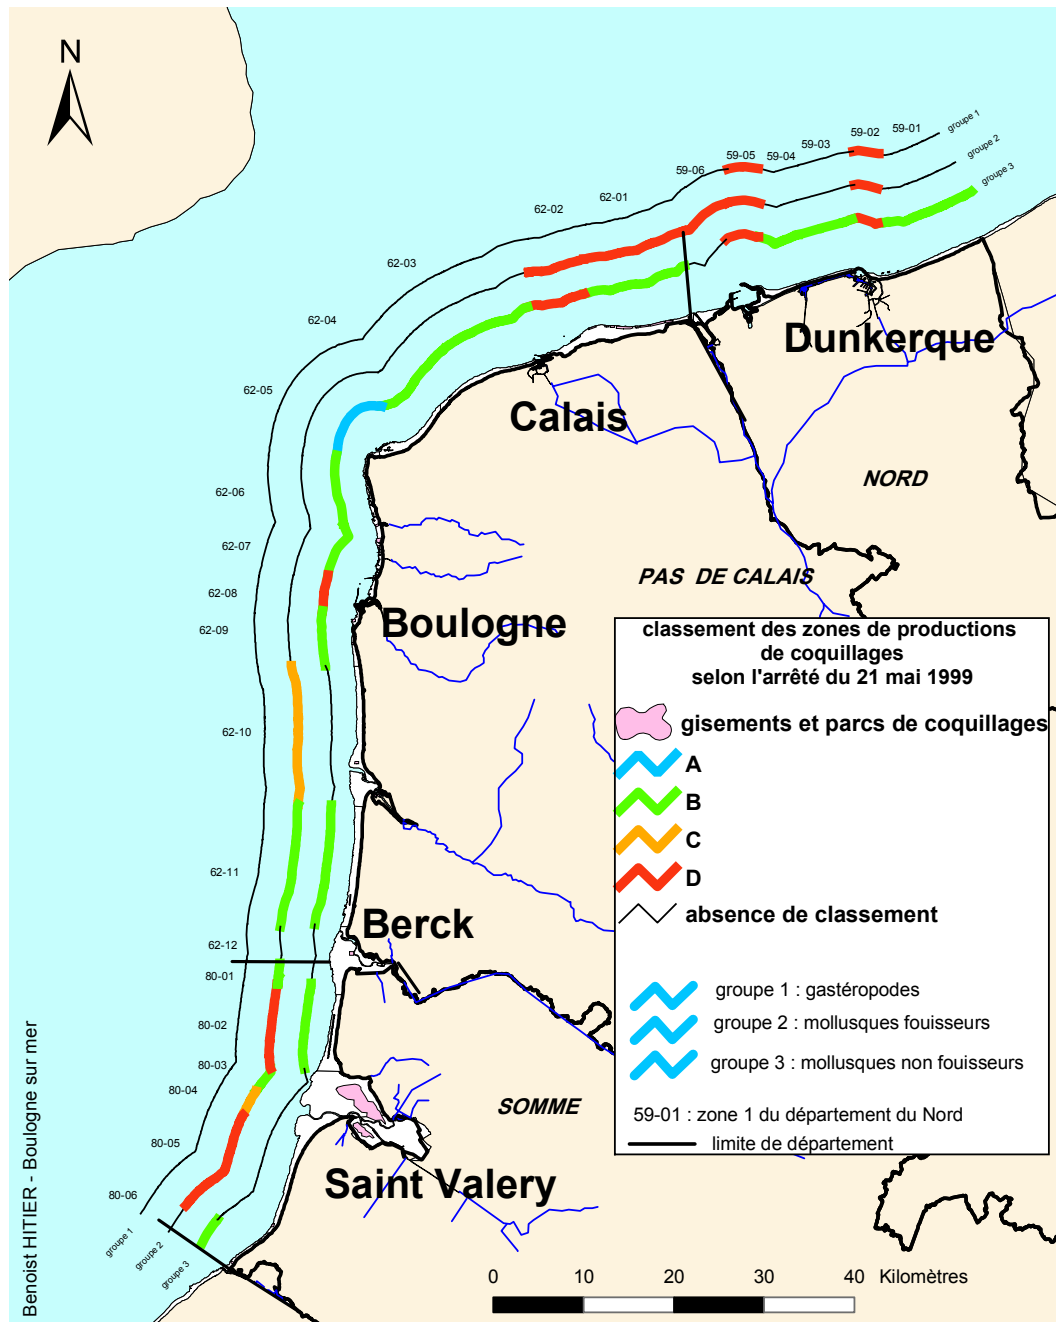 N
59-01
59-02
59-03
59-04
59-05
59-06
groupe 1
groupe 2
groupe 3
62-01
62-02
62-03
62-04
62-05
62-06
62-07
62-08
62-09
62-10
62-11
62-12
80-01
80-02
80-03
80-04
80-05
80-06
groupe 1
groupe 2
groupe 3
Dunkerque
Calais
NORD
PAS DE CALAIS
Boulogne
Berck
SOMME
Saint Valery
classement des zones de productions
de coquillages
selon l'arrêté du 21 mai 1999
gisements et parcs de coquillages
A
B
C
D
absence de classement
groupe 1 : gastéropodes
groupe 2 : mollusques fouisseurs
groupe 3 : mollusques non fouisseurs
59-01 : zone 1 du département du Nord
limite de département
0 10 20 30 40 Kilomètres
Benoist HITIER - Boulogne sur mer